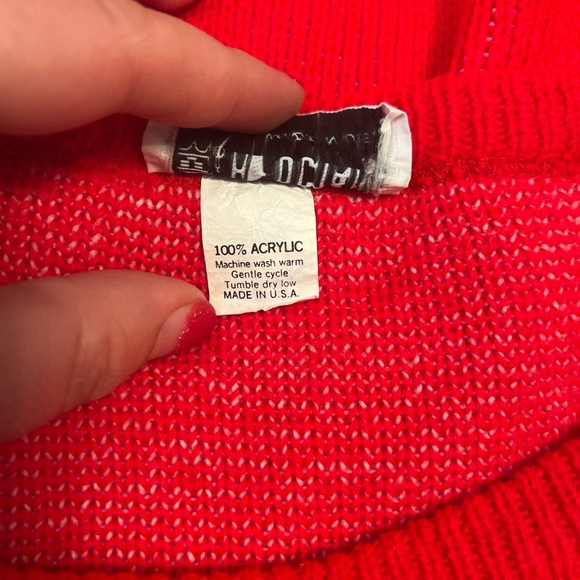 100% ACRYLIC
Machine wash warm
Gentle cycle
Tumble dry low
MADE IN U.S.A.